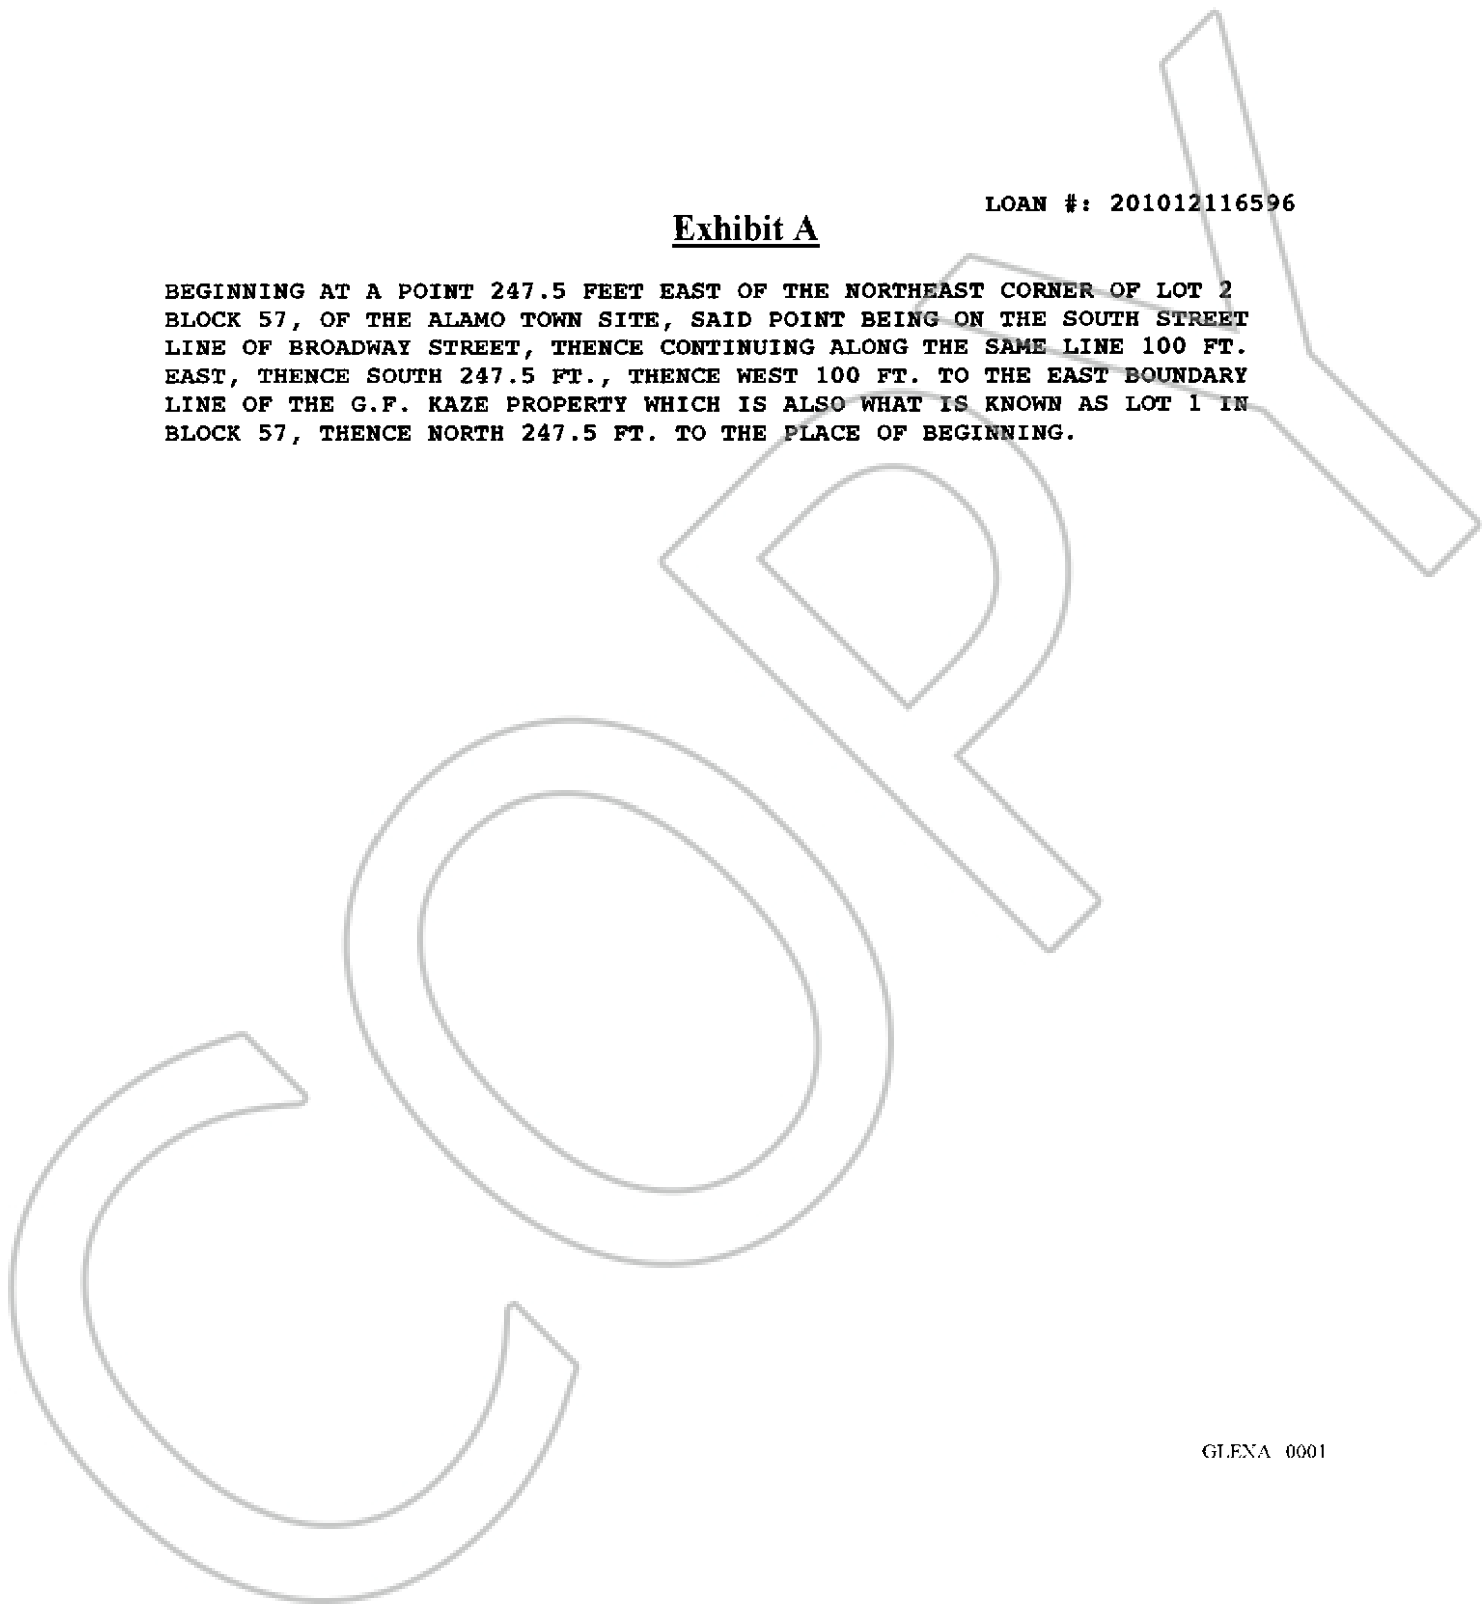 LOAN #: 201012116596
Exhibit A
BEGINNING AT A POINT 247.5 FEET EAST OF THE NORTHEAST CORNER OF LOT 2
BLOCK 57, OF THE ALAMO TOWN SITE, SAID POINT BEING ON THE SOUTH STREET
LINE OF BROADWAY STREET, THENCE CONTINUING ALONG THE SAME LINE 100 FT.
EAST, THENCE SOUTH 247.5 FT., THENCE WEST 100 FT. TO THE EAST BOUNDARY
LINE OF THE G.F. KAZE PROPERTY WHICH IS ALSO WHAT IS KNOWN AS LOT 1 IN
BLOCK 57, THENCE NORTH 247.5 FT. TO THE PLACE OF BEGINNING.
COPY
GLEXA 0001